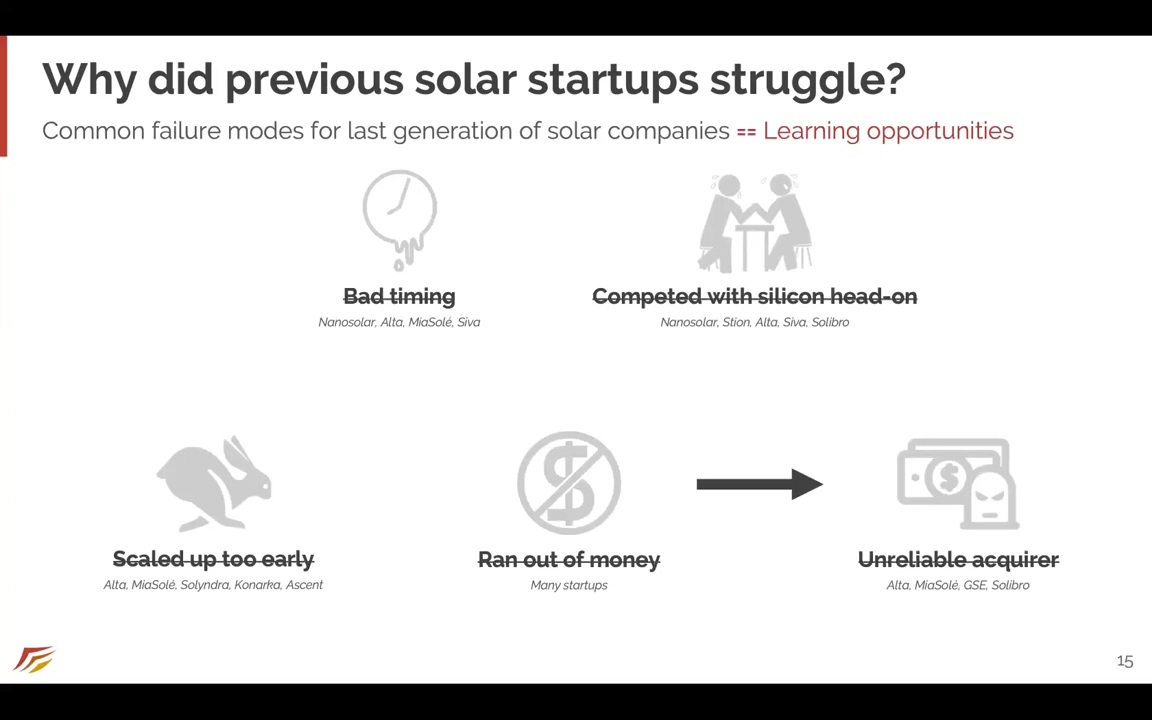 Why did previous solar startups struggle?
Common failure modes for last generation of solar companies == Learning opportunities
Bad timing
Nanosolar, Alta, MiaSolé, Siva
Competed with silicon head-on
Nanosolar, Stion, Alta, Siva, Solibro
Scaled up too early
Alta, MiaSolé, Solyndra, Konarka, Ascent
Ran out of money
Many startups
Unreliable acquirer
Alta, MiaSolé, GSE, Solibro
15